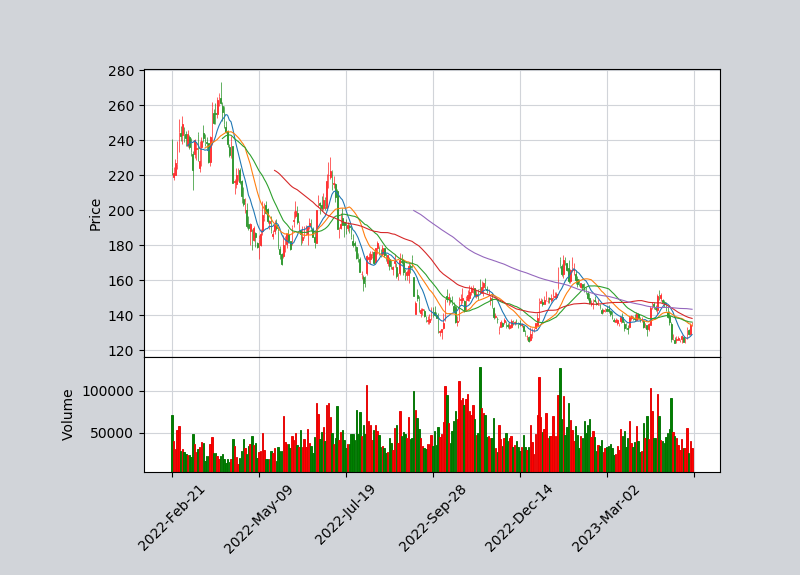 280
260
240
220
200
180
160
140
120
Price
100000
50000
Volume
2022-Feb-21
2022-May-09
2022-Jul-19
2022-Sep-28
2022-Dec-14
2023-Mar-02